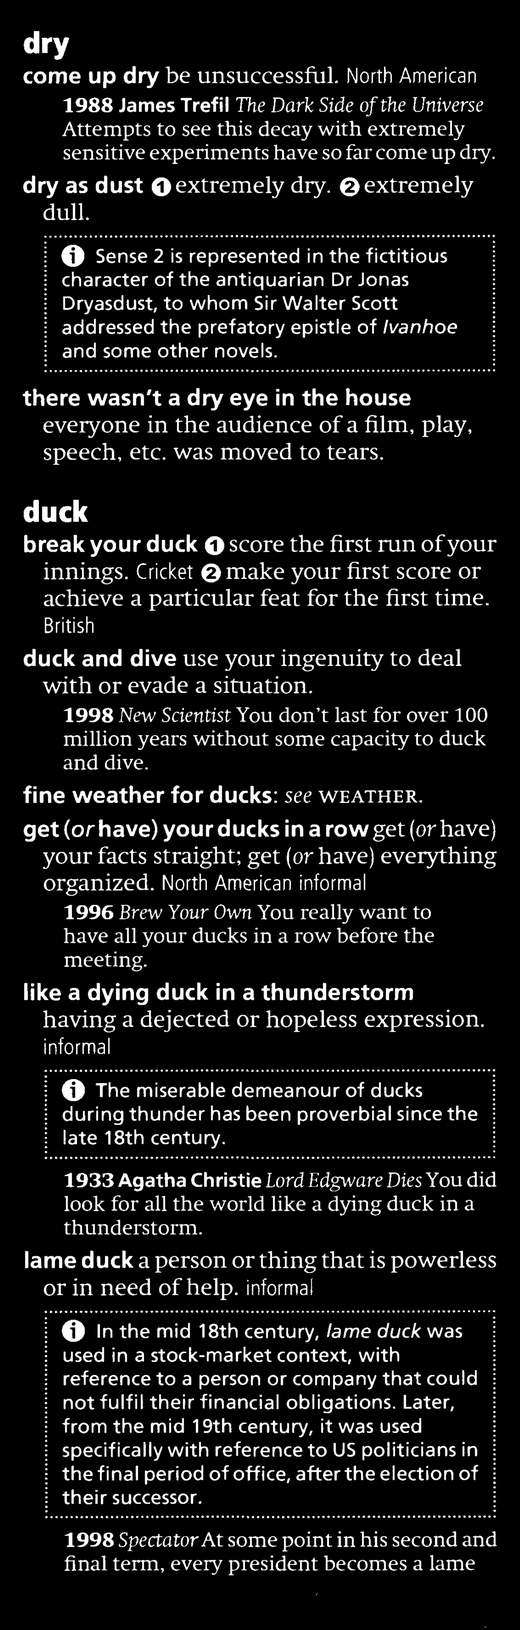 dry
come up dry be unsuccessful. North American
1988 James Trefil The Dark Side of the Universe
Attempts to see this decay with extremely
sensitive experiments have so far come up dry.
dry as dust ❶ extremely dry. ❷ extremely
dull.
ⓘ Sense 2 is represented in the fictitious
character of the antiquarian Dr Jonas
Dryasdust, to whom Sir Walter Scott
addressed the prefatory epistle of Ivanhoe
and some other novels.
there wasn't a dry eye in the house
everyone in the audience of a film, play,
speech, etc. was moved to tears.
duck
break your duck ❶ score the first run of your
innings. Cricket ❷ make your first score or
achieve a particular feat for the first time.
British
duck and dive use your ingenuity to deal
with or evade a situation.
1998 New Scientist You don't last for over 100
million years without some capacity to duck
and dive.
fine weather for ducks: see WEATHER.
get (or have) your ducks in a row get (or have)
your facts straight; get (or have) everything
organized. North American informal
1996 Brew Your Own You really want to
have all your ducks in a row before the
meeting.
like a dying duck in a thunderstorm
having a dejected or hopeless expression.
informal
ⓘ The miserable demeanour of ducks
during thunder has been proverbial since the
late 18th century.
1933 Agatha Christie Lord Edgware Dies You did
look for all the world like a dying duck in a
thunderstorm.
lame duck a person or thing that is powerless
or in need of help. informal
ⓘ In the mid 18th century, lame duck was
used in a stock-market context, with
reference to a person or company that could
not fulfil their financial obligations. Later,
from the mid 19th century, it was used
specifically with reference to US politicians in
the final period of office, after the election of
their successor.
1998 Spectator At some point in his second and
final term, every president becomes a lame